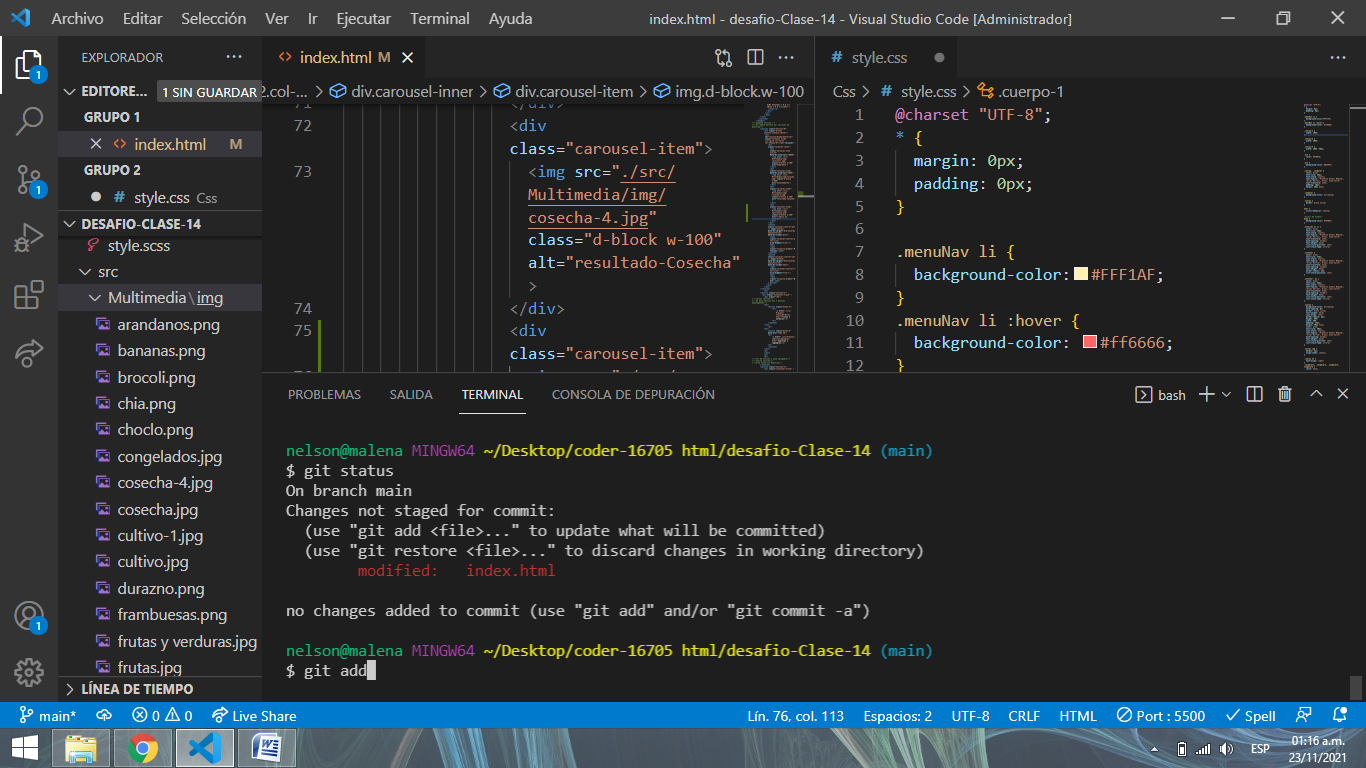 Archivo Editar Selección Ver Ir Ejecutar Terminal Ayuda
index.html - desafio-Clase-14 - Visual Studio Code [Administrador]
EXPLORADOR ...
EDITORE... 1 SIN GUARDAR
GRUPO 1
index.html M
GRUPO 2
style.css Css
DESAFIO-CLASE-14
style.scss
src
Multimedia\img
arandanos.png
bananas.png
brocoli.png
chia.png
choclo.png
congelados.jpg
cosecha-4.jpg
cosecha.jpg
cultivo-1.jpg
cultivo.jpg
durazno.png
frambuesas.png
frutas y verduras.jpg
frutas.jpg
LÍNEA DE TIEMPO
1
1
1
index.html M
2.col-... > div.carousel-inner > div.carousel-item > img.d-block.w-100
71 </div>
72 <div
class="carousel-item">
73 <img src="./src/
Multimedia/img/
cosecha-4.jpg"
class="d-block w-100"
alt="resultado-Cosecha"
>
74 </div>
75 <div
class="carousel-item">
style.css
Css > style.css > .cuerpo-1
1 @charset "UTF-8";
2 * {
3 margin: 0px;
4 padding: 0px;
5 }
6
7 .menuNav li {
8 background-color: #FFF1AF;
9 }
10 .menuNav li :hover {
11 background-color: #ff6666;
12 }
PROBLEMAS SALIDA TERMINAL CONSOLA DE DEPURACIÓN
bash
nelson@malena MINGW64 ~/Desktop/coder-16705 html/desafio-Clase-14 (main)
$ git status
On branch main
Changes not staged for commit:
(use "git add <file>..." to update what will be committed)
(use "git restore <file>..." to discard changes in working directory)
modified: index.html
no changes added to commit (use "git add" and/or "git commit -a")
nelson@malena MINGW64 ~/Desktop/coder-16705 html/desafio-Clase-14 (main)
$ git add
main* 0 0 Live Share
Lín. 76, col. 113 Espacios: 2 UTF-8 CRLF HTML Port : 5500 Spell
ESP
01:16 a.m.
23/11/2021